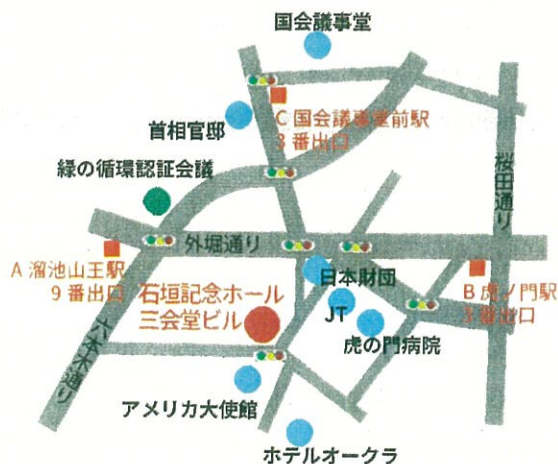 国会議事堂
C 国会議事堂前駅
3 番出口
首相官邸
桜田通り
緑の循環認証会議
外堀通り
A 溜池山王駅
9 番出口
石垣記念ホール
三会堂ビル
日本財団
JT
B 虎ノ門駅
番出口
虎の門病院
六本木通り
アメリカ大使館
ホテルオークラ